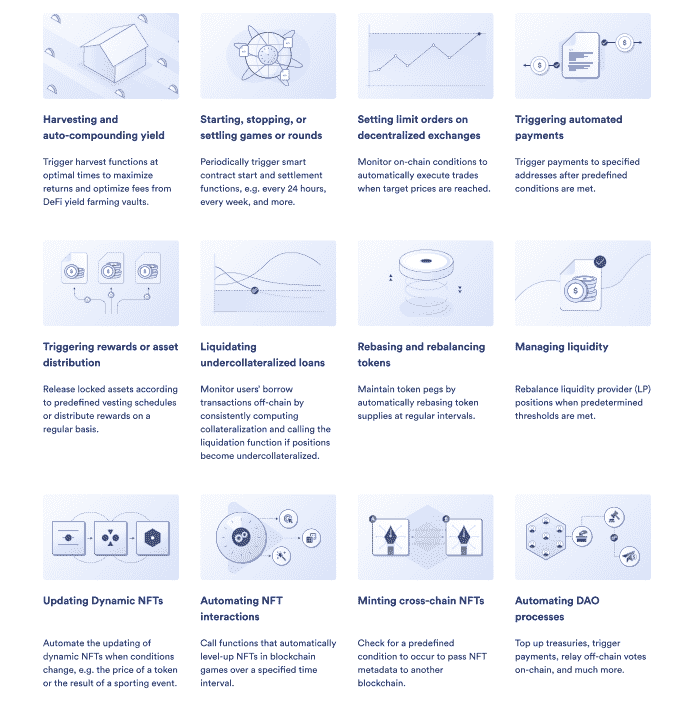 Harvesting and
auto-compounding yield
Trigger harvest functions at
optimal times to maximize
returns and optimize fees from
DeFi yield farming vaults.
Starting, stopping, or
settling games or rounds
Periodically trigger smart
contract start and settlement
functions, e.g. every 24 hours,
every week, and more.
Setting limit orders on
decentralized exchanges
Monitor on-chain conditions to
automatically execute trades
when target prices are reached.
Triggering automated
payments
Trigger payments to specified
addresses after predefined
conditions are met.
Triggering rewards or asset
distribution
Release locked assets according
to predefined vesting schedules
or distribute rewards on a
regular basis.
Liquidating
undercollateralized loans
Monitor users' borrow
transactions off-chain by
consistently computing
collateralization and calling the
liquidation function if positions
become undercollateralized.
Rebasing and rebalancing
tokens
Maintain token pegs by
automatically rebasing token
supplies at regular intervals.
Managing liquidity
Rebalance liquidity provider (LP)
positions when predetermined
thresholds are met.
Updating Dynamic NFTs
Automate the updating of
dynamic NFTs when conditions
change, e.g. the price of a token
or the result of a sporting event.
Automating NFT
interactions
Call functions that automatically
level-up NFTs in blockchain
games over a specified time
interval.
Minting cross-chain NFTs
Check for a predefined
condition to occur to pass NFT
metadata to another
blockchain.
Automating DAO
processes
Top up treasuries, trigger
payments, relay off-chain votes
on-chain, and much more.